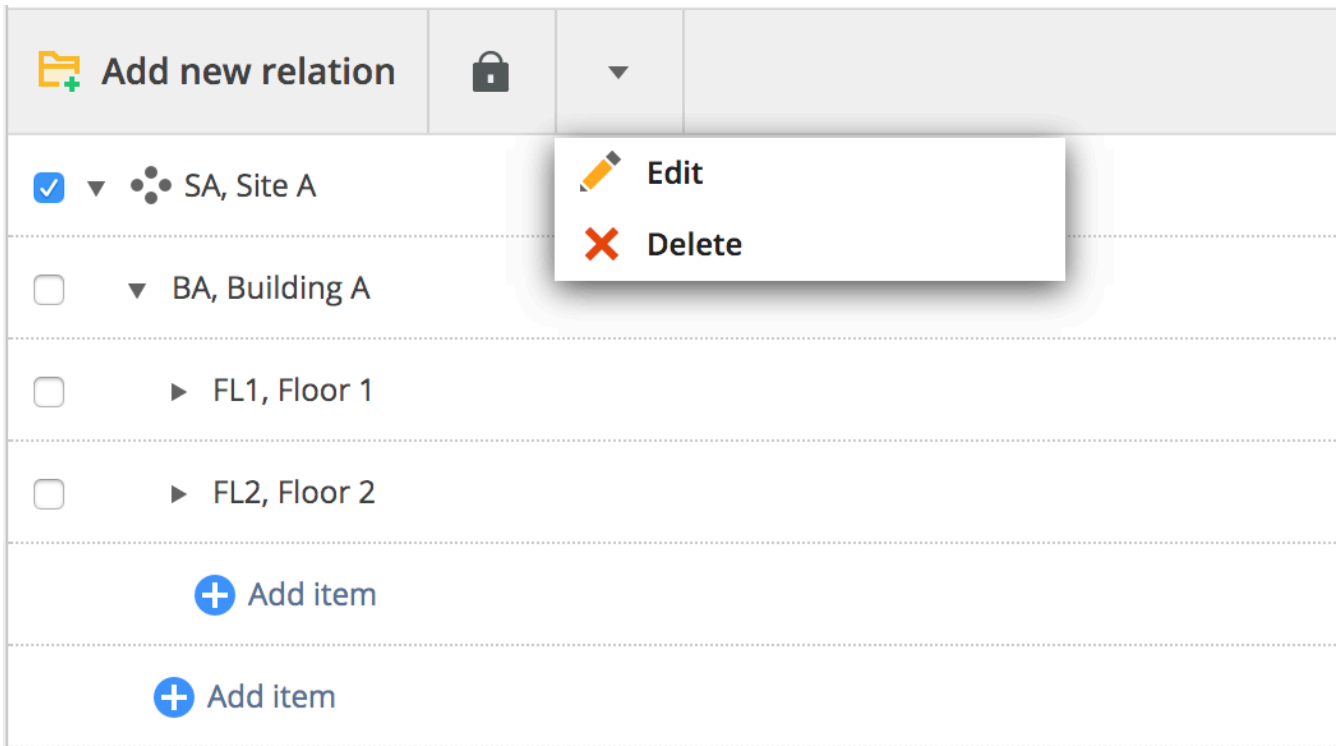 Add new relation
SA, Site A
Edit
Delete
BA, Building A
FL1, Floor 1
FL2, Floor 2
Add item
Add item